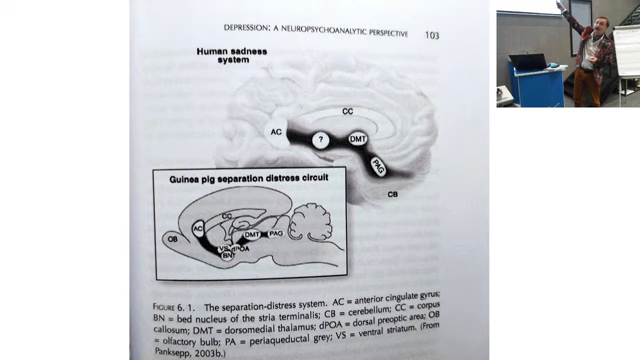 DEPRESSION: A NEUROPSYCHOANALYTIC PERSPECTIVE 103
Human sadness
system
CC
AC
?
DMT
PAG
CB
Guinea pig separation distress circuit
CC
AC
OB
DMT
PAG
VS
dPOA
BNT
FIGURE 6.1. The separation-distress system. AC = anterior cingulate gyrus;
BN = bed nucleus of the stria terminalis; CB = cerebellum; CC = corpus
callosum; DMT = dorsomedial thalamus; dPOA = dorsal preoptic area; OB
= olfactory bulb; PA = periaqueductal grey; VS = ventral striatum. (From
Panksepp, 2003b.)